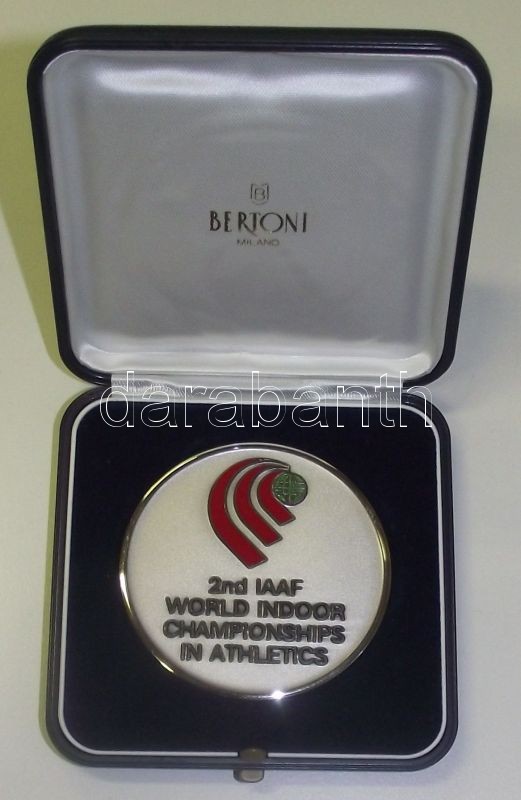 B
BERTONI
MILANO
darabanth
2nd IAAF
WORLD INDOOR
CHAMPIONSHIPS
IN ATHLETICS